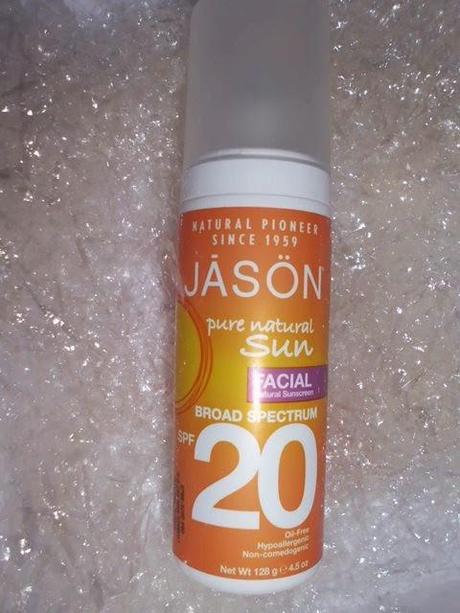 NATURAL PIONEER
SINCE 1959
JĀSÖN
pure natural
Sun
FACIAL
Natural Sunscreen
BROAD SPECTRUM
SPF 20
Oil-Free
Hypoallergenic
Non-comedogenic
Net Wt 128 g ℮ 4.5 oz